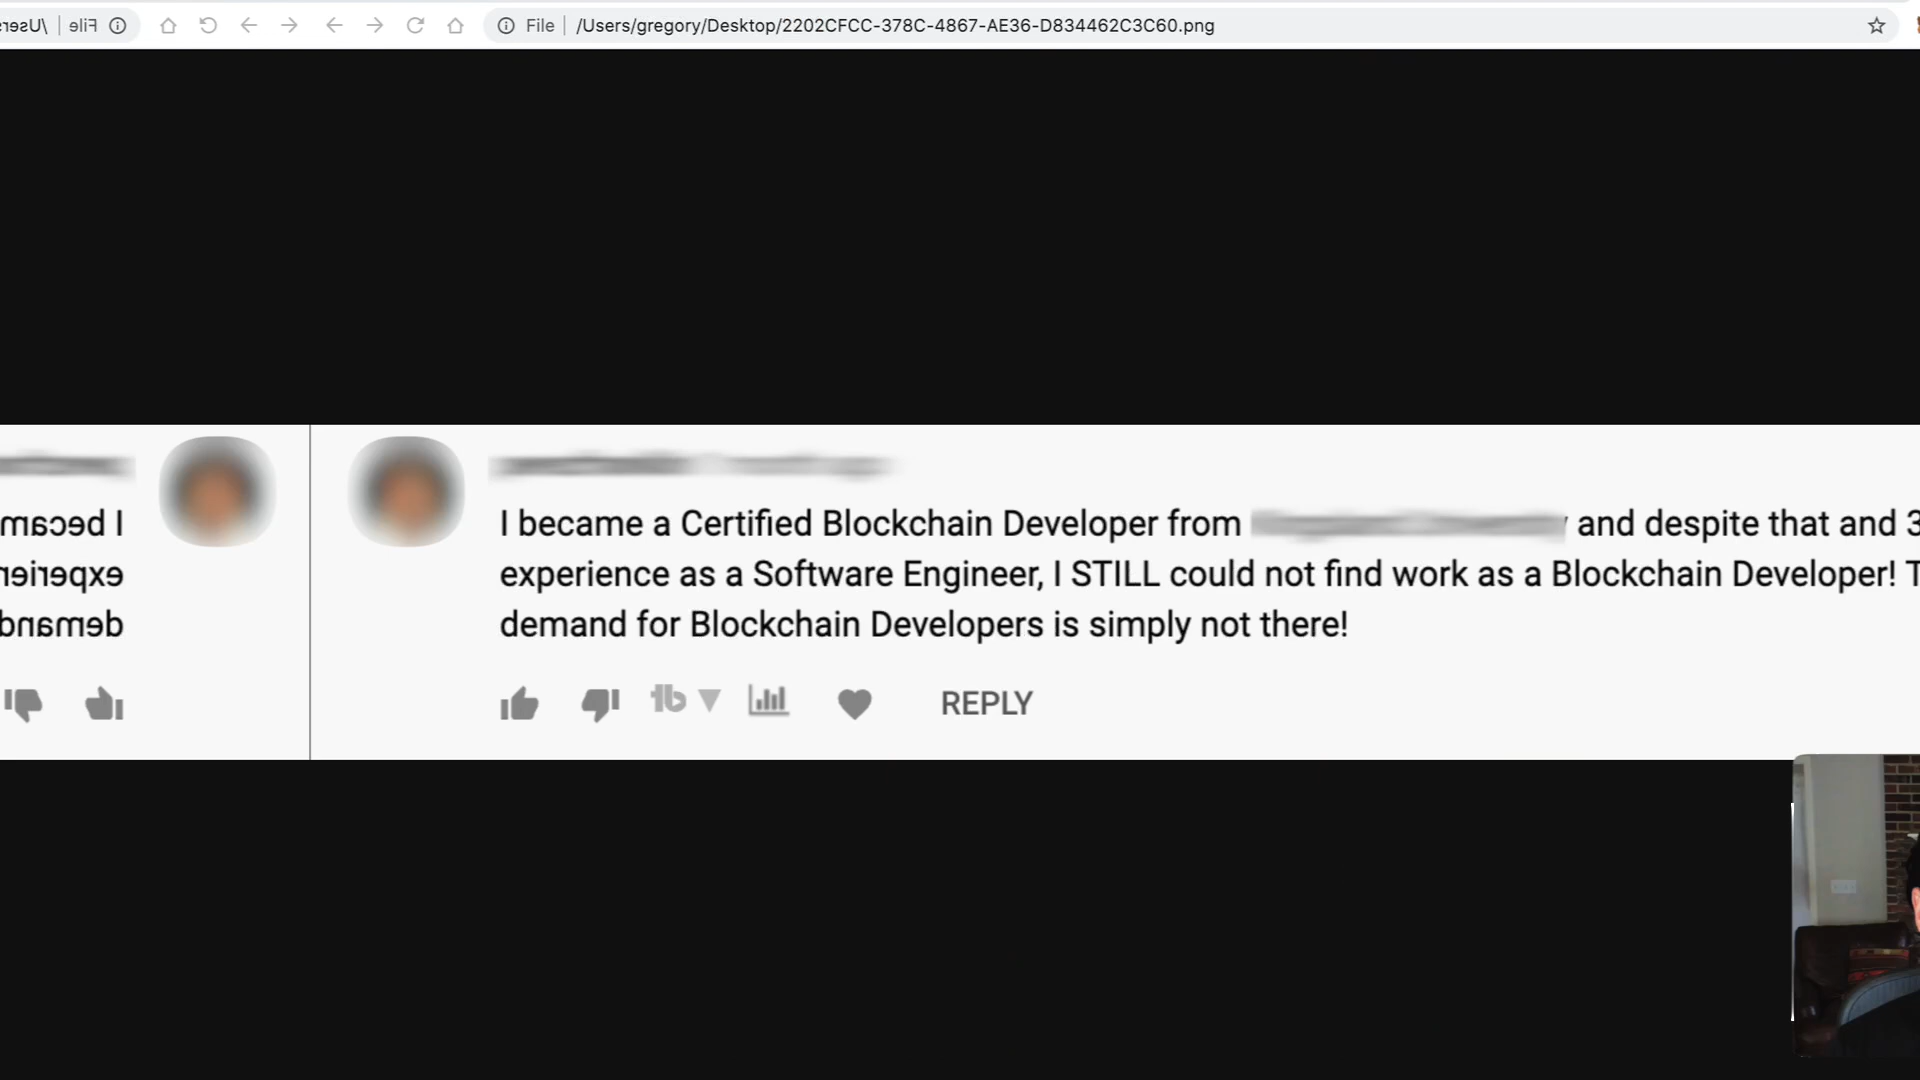 File /Users/gregory/Desktop/2202CFCC-378C-4867-AE36-D834462C3C60.png
I became a Certified Blockchain Developer from and despite that and 3
experience as a Software Engineer, I STILL could not find work as a Blockchain Developer! T
demand for Blockchain Developers is simply not there!
REPLY